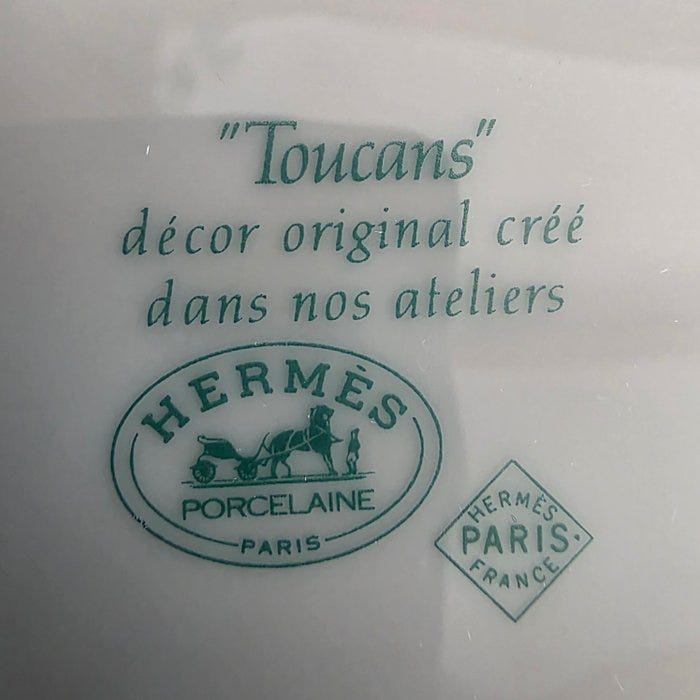 "Toucans"
décor original créé
dans nos ateliers
HERMÈS
PORCELAINE
PARIS
HERMÈS
À
PARIS
FRANCE